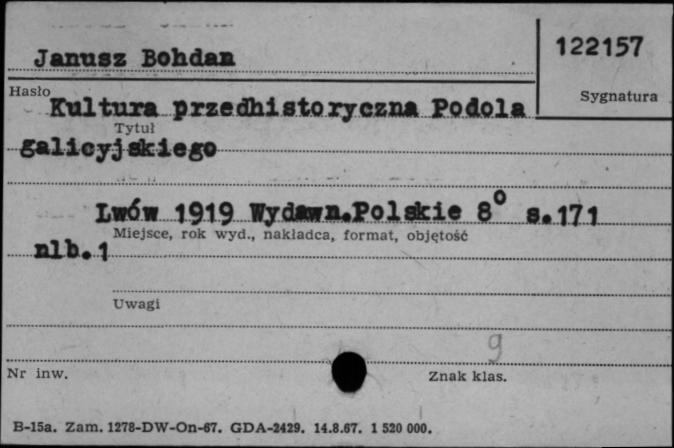 Janusz Bohdan
122157
Hasło
Sygnatura
Kultura przedhistoryczna Podola
Tytuł
galicyjskiego
Lwów 1919 Wydawn.Polskie 8° s.171
Miejsce, rok wyd., nakładca, format, objętość
nlb.1
Uwagi
9
Nr inw.
Znak klas.
B-15a. Zam. 1278-DW-On-67. GDA-2429. 14.8.67. 1 520 000.